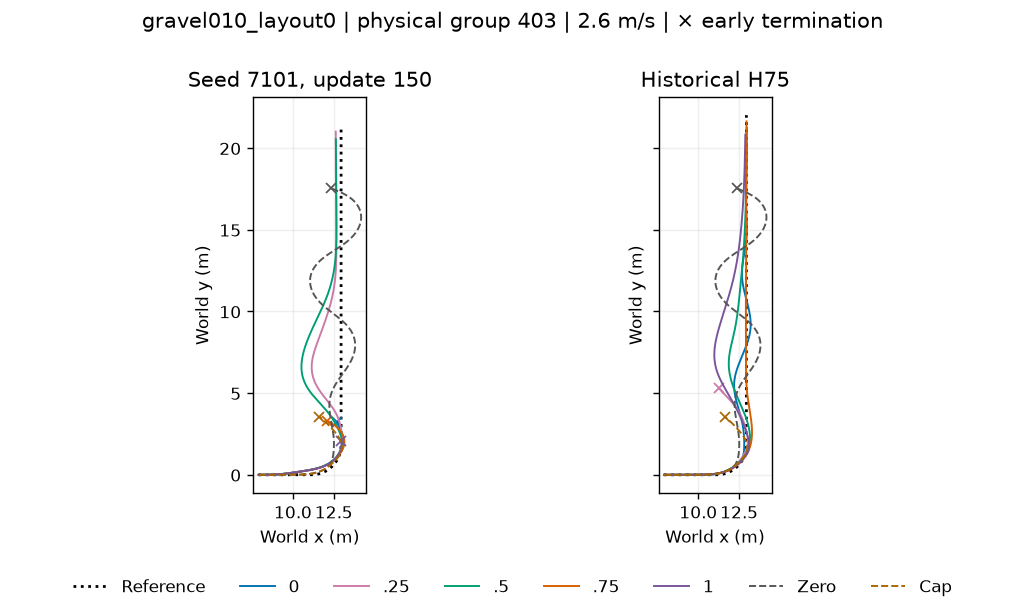 gravel010_layout0 | physical group 403 | 2.6 m/s | × early termination
Seed 7101, update 150
Historical H75
20
15
10
5
0
World y (m)
World y (m)
10.0 12.5
10.0 12.5
World x (m)
World x (m)
Reference 0 .25 .5 .75 1 Zero Cap